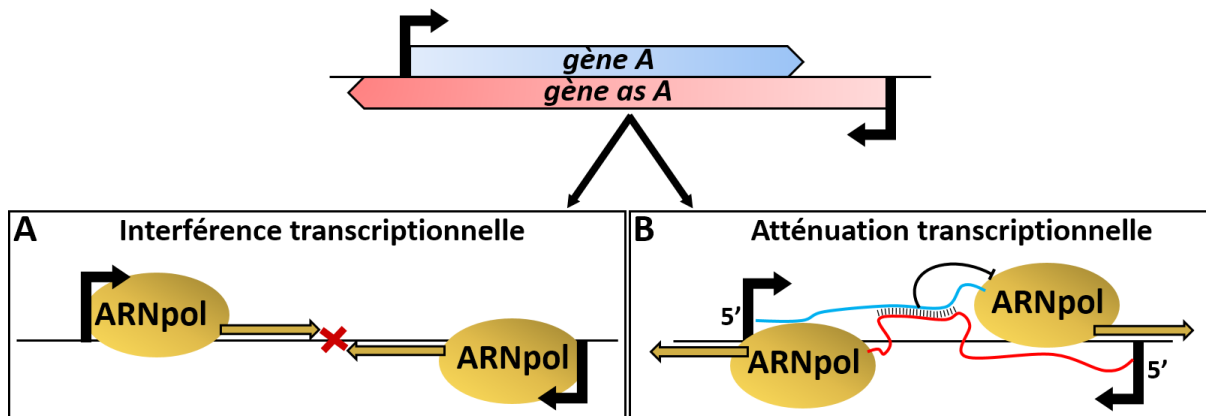 gène A
gène as A
A
Interférence transcriptionnelle
ARNpol
ARNpol
B
Atténuation transcriptionnelle
5'
ARNpol
ARNpol
5'